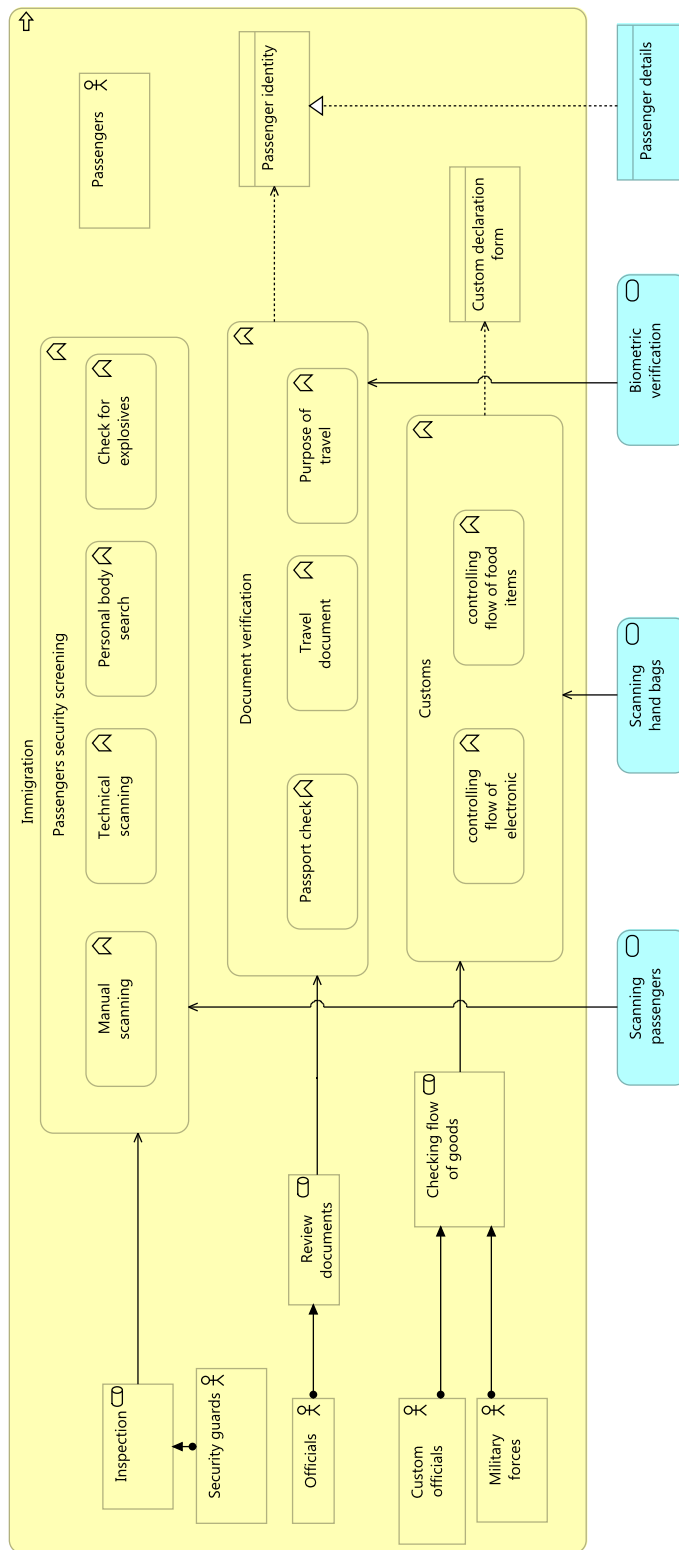 Immigration
Passengers security screening
Manual
scanning
Technical
scanning
Personal body
search
Check for
explosives
Passengers
Inspection
Security guards
Document verification
Passport check
Travel
document
Purpose of
travel
Passenger identity
Review
documents
Officials
Customs
controlling
flow of
electronic
controlling
flow of food
items
Custom declaration
form
Checking flow
of goods
Custom
officials
Military
forces
Scanning
passengers
Scanning
hand bags
Biometric
verification
Passenger details